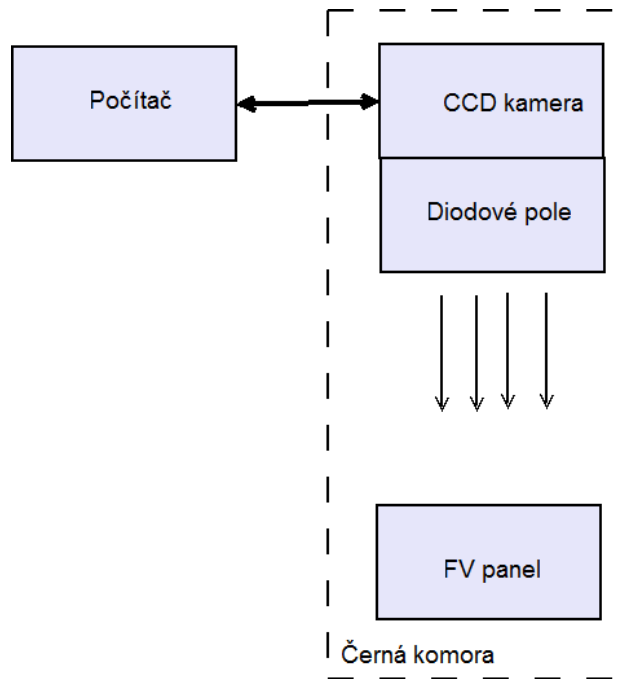 Počítač
CCD kamera
Diodové pole
FV panel
Černá komora